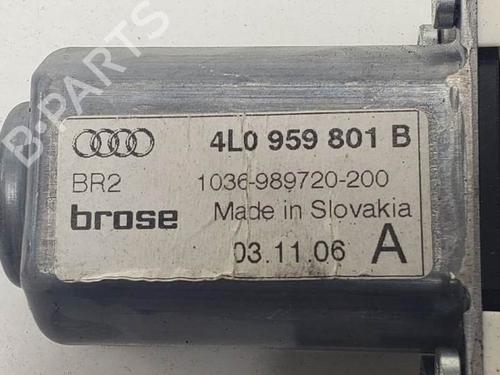 4L0 959 801 B
BR2 1036-989720-200
brose Made in Slovakia
03.11.06 A
B-PARTS